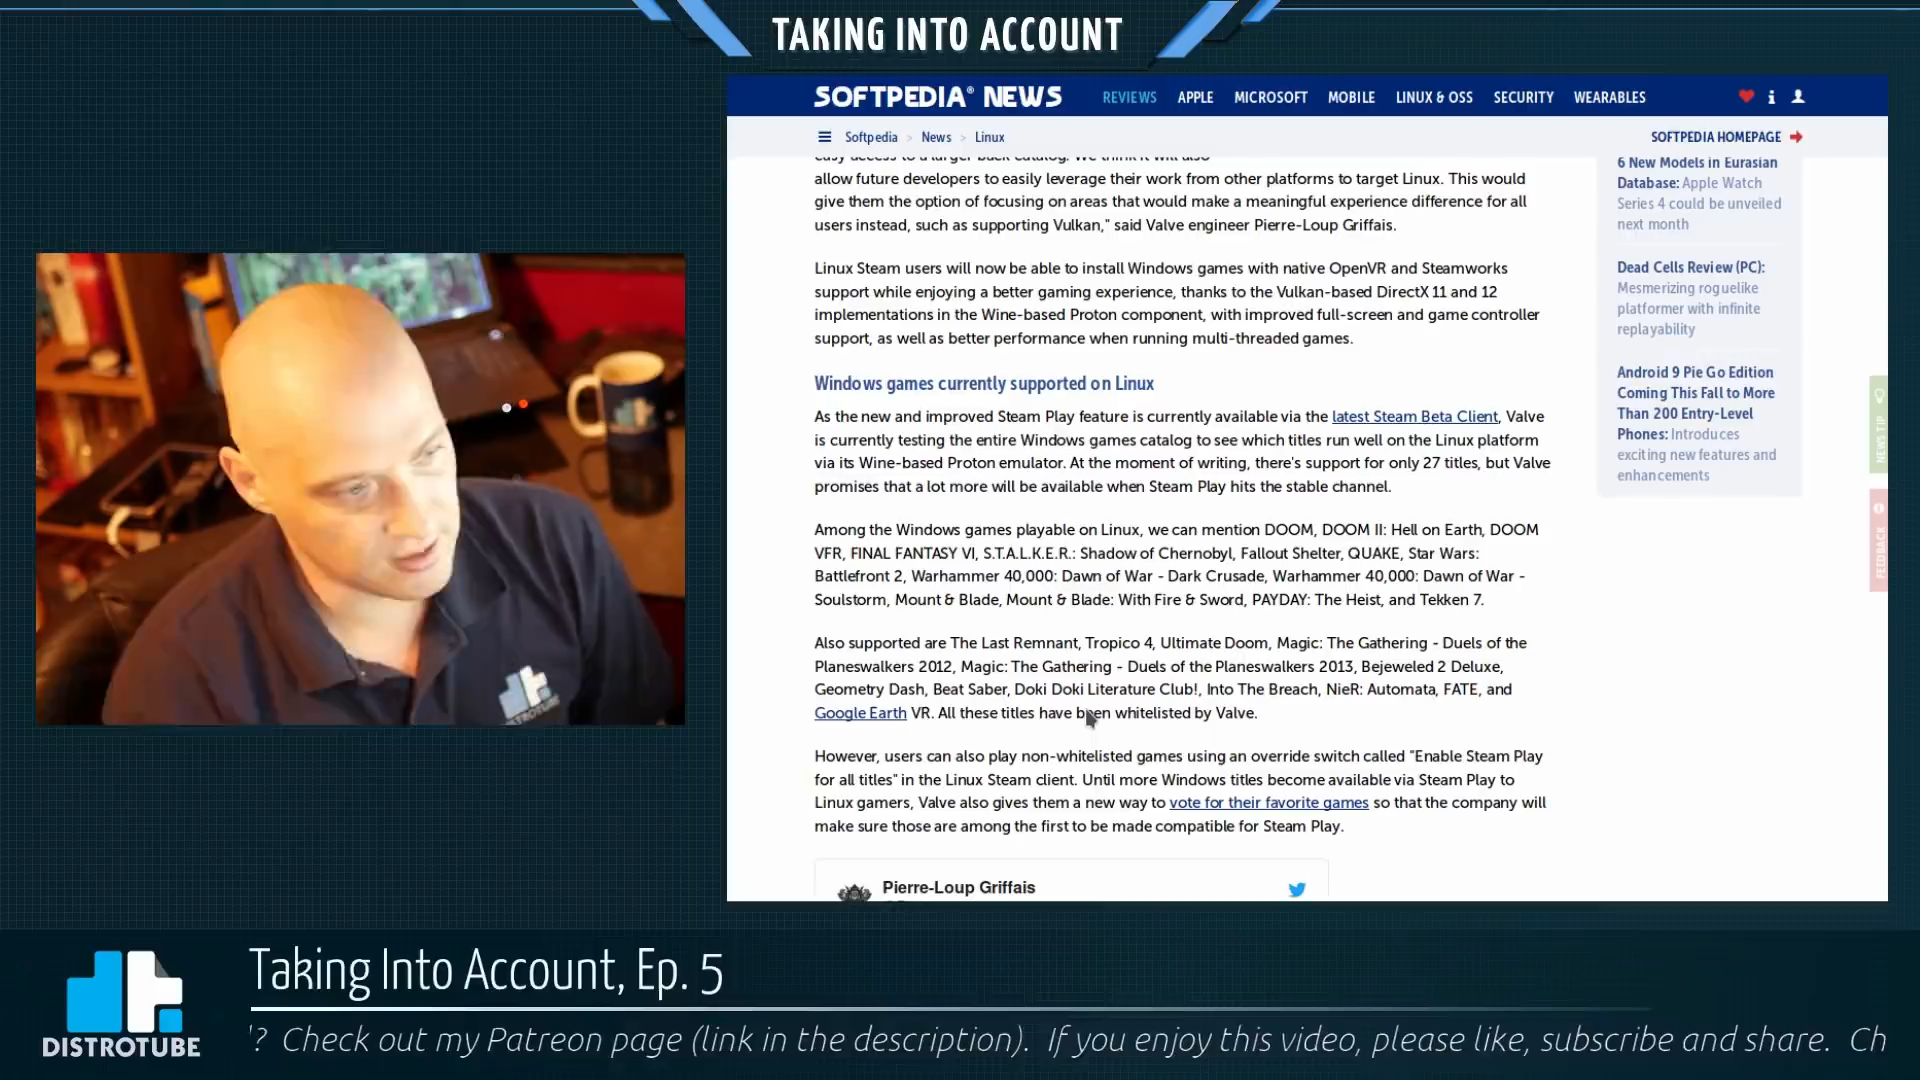 TAKING INTO ACCOUNT
SOFTPEDIA® NEWS
REVIEWS APPLE MICROSOFT MOBILE LINUX & OSS SECURITY WEARABLES
Softpedia > News > Linux
SOFTPEDIA HOMEPAGE
easy access to a larger back catalog. We think it will also
allow future developers to easily leverage their work from other platforms to target Linux. This would
give them the option of focusing on areas that would make a meaningful experience difference for all
users instead, such as supporting Vulkan," said Valve engineer Pierre-Loup Griffais.
Linux Steam users will now be able to install Windows games with native OpenVR and Steamworks
support while enjoying a better gaming experience, thanks to the Vulkan-based DirectX 11 and 12
implementations in the Wine-based Proton component, with improved full-screen and game controller
support, as well as better performance when running multi-threaded games.
Windows games currently supported on Linux
As the new and improved Steam Play feature is currently available via the latest Steam Beta Client, Valve
is currently testing the entire Windows games catalog to see which titles run well on the Linux platform
via its Wine-based Proton emulator. At the moment of writing, there's support for only 27 titles, but Valve
promises that a lot more will be available when Steam Play hits the stable channel.
Among the Windows games playable on Linux, we can mention DOOM, DOOM II: Hell on Earth, DOOM
VFR, FINAL FANTASY VI, S.T.A.L.K.E.R.: Shadow of Chernobyl, Fallout Shelter, QUAKE, Star Wars:
Battlefront 2, Warhammer 40,000: Dawn of War - Dark Crusade, Warhammer 40,000: Dawn of War -
Soulstorm, Mount & Blade, Mount & Blade: With Fire & Sword, PAYDAY: The Heist, and Tekken 7.
Also supported are The Last Remnant, Tropico 4, Ultimate Doom, Magic: The Gathering - Duels of the
Planeswalkers 2012, Magic: The Gathering - Duels of the Planeswalkers 2013, Bejeweled 2 Deluxe,
Geometry Dash, Beat Saber, Doki Doki Literature Club!, Into The Breach, NieR: Automata, FATE, and
Google Earth VR. All these titles have been whitelisted by Valve.
However, users can also play non-whitelisted games using an override switch called "Enable Steam Play
for all titles" in the Linux Steam client. Until more Windows titles become available via Steam Play to
Linux gamers, Valve also gives them a new way to vote for their favorite games so that the company will
make sure those are among the first to be made compatible for Steam Play.
Pierre-Loup Griffais
6 New Models in Eurasian
Database: Apple Watch
Series 4 could be unveiled
next month
Dead Cells Review (PC):
Mesmerizing roguelike
platformer with infinite
replayability
Android 9 Pie Go Edition
Coming This Fall to More
Than 200 Entry-Level
Phones: Introduces
exciting new features and
enhancements
NEWS TIP
FEEDBACK
DISTROTUBE
Taking Into Account, Ep. 5
'? Check out my Patreon page (link in the description). If you enjoy this video, please like, subscribe and share. Ch
DISTROTUBE